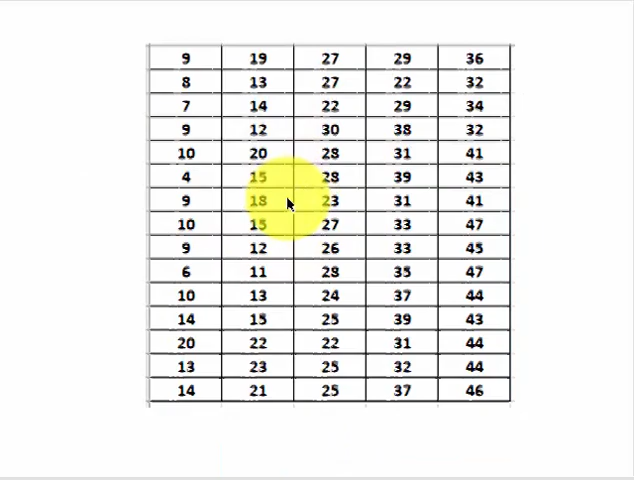 9 19 27 29 36
8 13 27 22 32
7 14 22 29 34
9 12 30 38 32
10 20 28 31 41
4 15 28 39 43
9 18 23 31 41
10 15 27 33 47
9 12 26 33 45
6 11 28 35 47
10 13 24 37 44
14 15 25 39 43
20 22 22 31 44
13 23 25 32 44
14 21 25 37 46